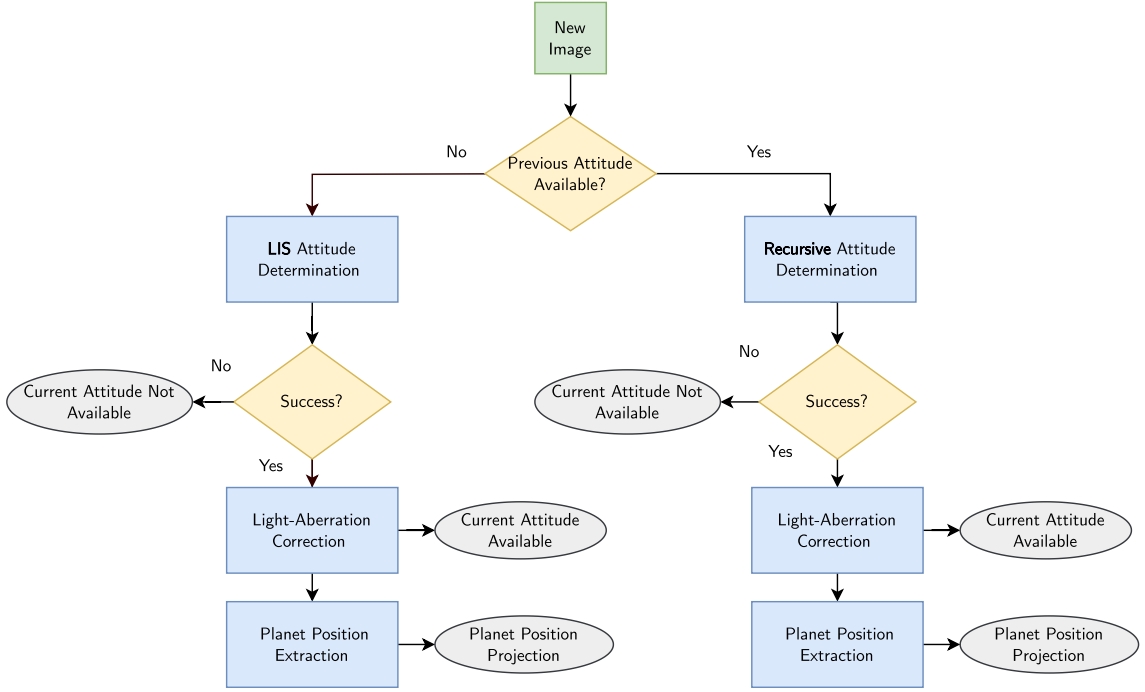 New
Image
No
Yes
Previous Attitude
Available?
LIS Attitude
Determination
Recursive Attitude
Determination
No
No
Current Attitude Not
Available
Success?
Current Attitude Not
Available
Success?
Yes
Yes
Light-Aberration
Correction
Current Attitude
Available
Light-Aberration
Correction
Current Attitude
Available
Planet Position
Extraction
Planet Position
Projection
Planet Position
Extraction
Planet Position
Projection